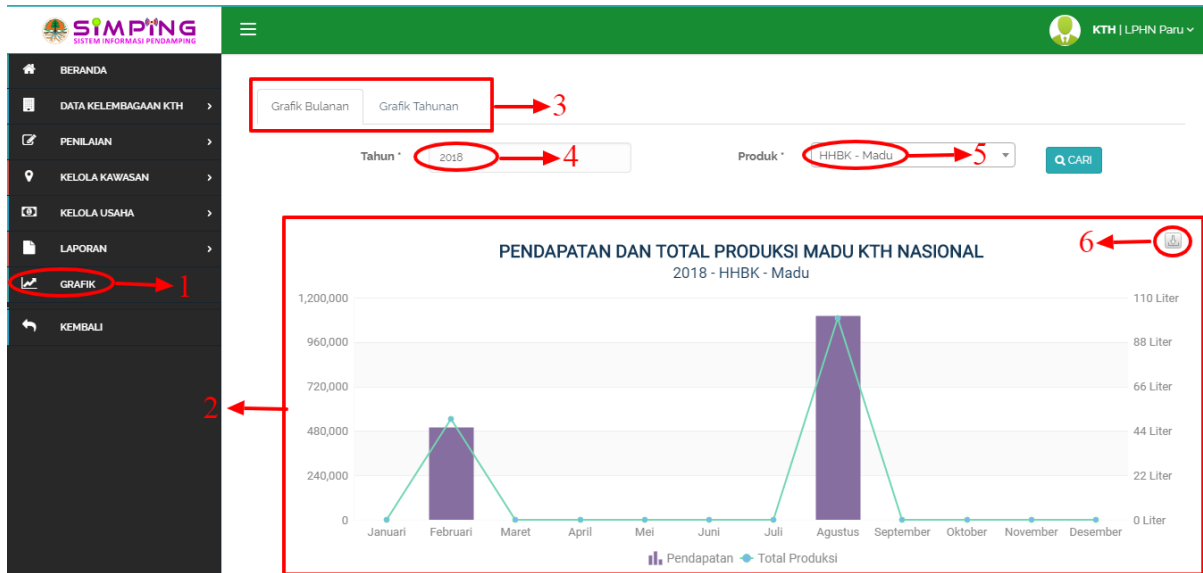 SiMPiNG
SISTEM INFORMASI PENDAMPING
KTH | LPHN Paru
BERANDA
DATA KELEMBAGAAN KTH
PENILAIAN
KELOLA KAWASAN
KELOLA USAHA
LAPORAN
GRAFIK
1
KEMBALI
2
Grafik Bulanan Grafik Tahunan
3
Tahun * 2018
4
Produk * HHBK - Madu
5
CARI
6
PENDAPATAN DAN TOTAL PRODUKSI MADU KTH NASIONAL
2018 - HHBK - Madu
1,200,000 110 Liter
960,000 88 Liter
720,000 66 Liter
480,000 44 Liter
240,000 22 Liter
0 0 Liter
Januari Februari Maret April Mei Juni Juli Agustus September Oktober November Desember
Pendapatan Total Produksi